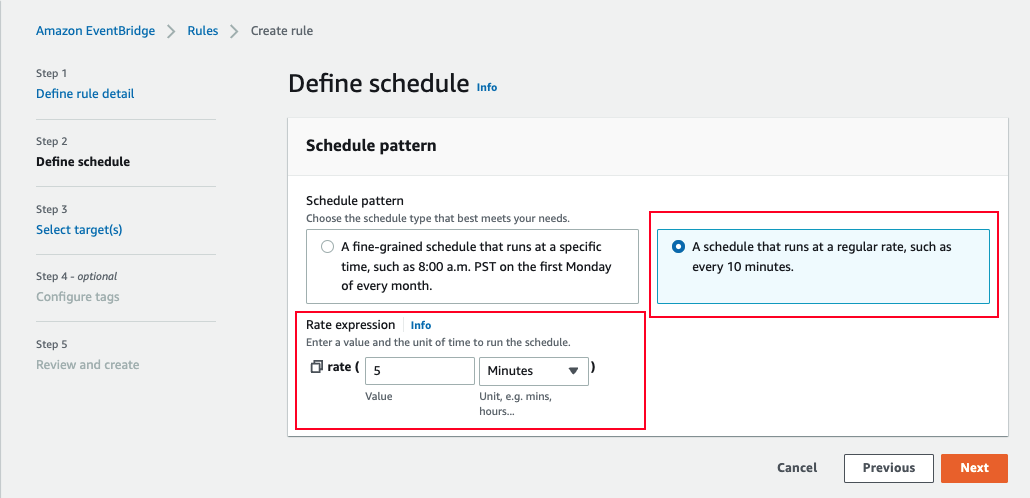 Amazon EventBridge > Rules > Create rule
Step 1
Define rule detail
Step 2
Define schedule
Step 3
Select target(s)
Step 4 - optional
Configure tags
Step 5
Review and create
Define schedule Info
Schedule pattern
Schedule pattern
Choose the schedule type that best meets your needs.
A fine-grained schedule that runs at a specific
time, such as 8:00 a.m. PST on the first Monday
of every month.
A schedule that runs at a regular rate, such as
every 10 minutes.
Rate expression Info
Enter a value and the unit of time to run the schedule.
rate ( 5 Minutes )
Value
Unit, e.g. mins,
hours...
Cancel Previous Next